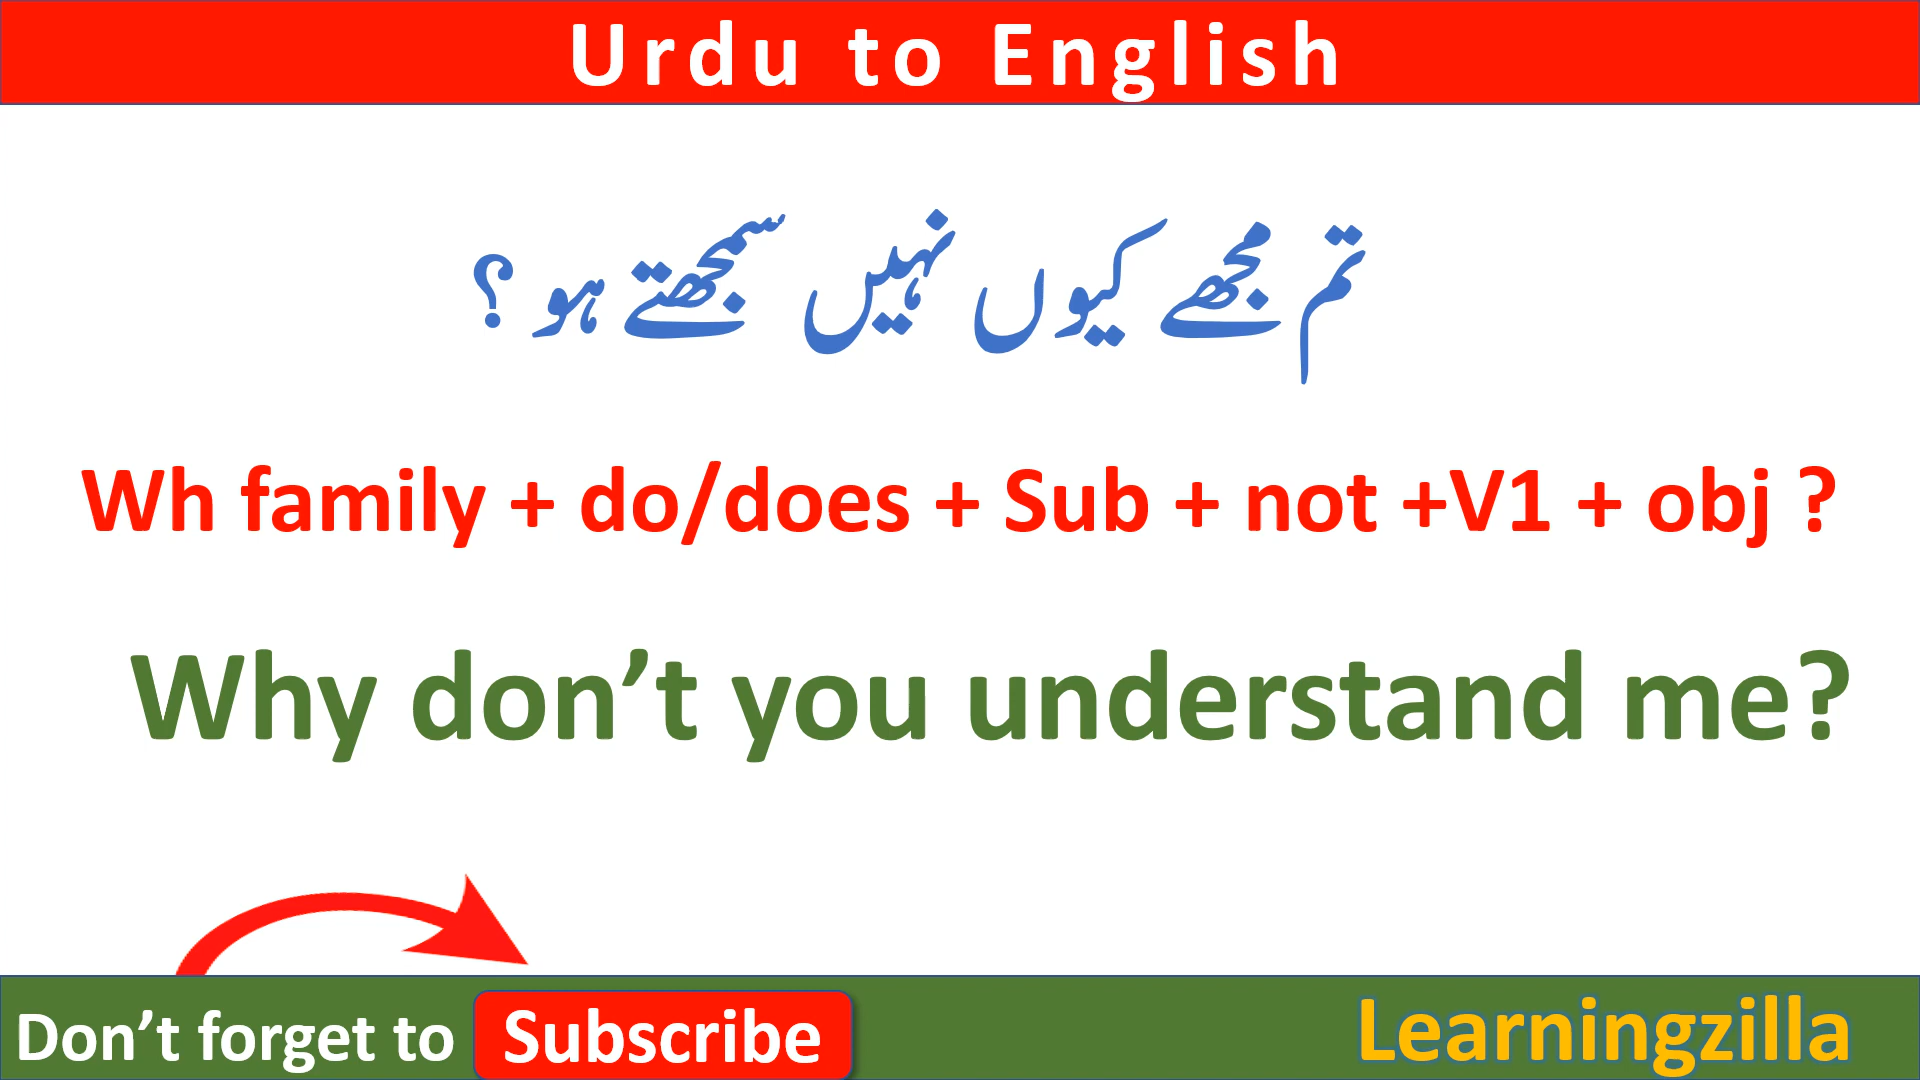 Urdu to English
تم مجھے کیوں نہیں سمجھتے ہو ؟
Wh family + do/does + Sub + not +V1 + obj ?
Why don’t you understand me?
Don’t forget to Subscribe
Learningzilla